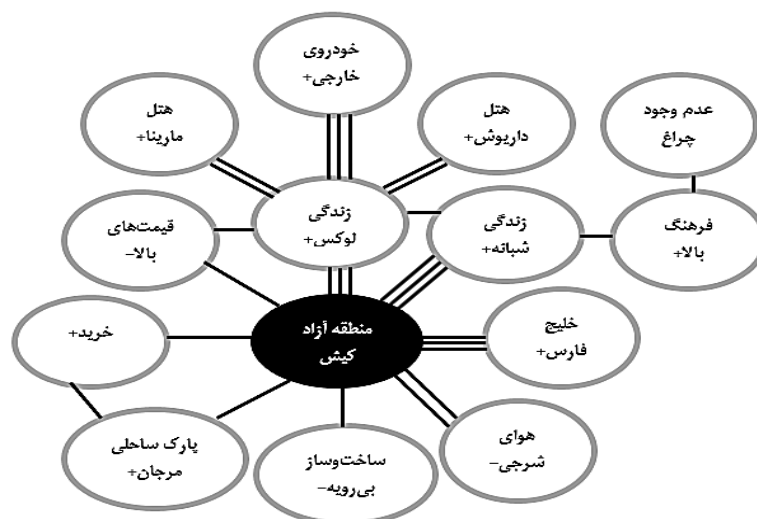 خودروی
خارجی+
هتل
داریوش+
عدم وجود
چراغ
هتل
مارینا+
زندگی
لوکس+
زندگی
شبانه+
فرهنگ
بالا+
قیمت‌های
بالا-
منطقه آزاد
کیش
خلیج
فارس+
خرید+
هوای
شرجی-
ساخت‌وساز
بی‌رویه-
پارک ساحلی
مرجان+